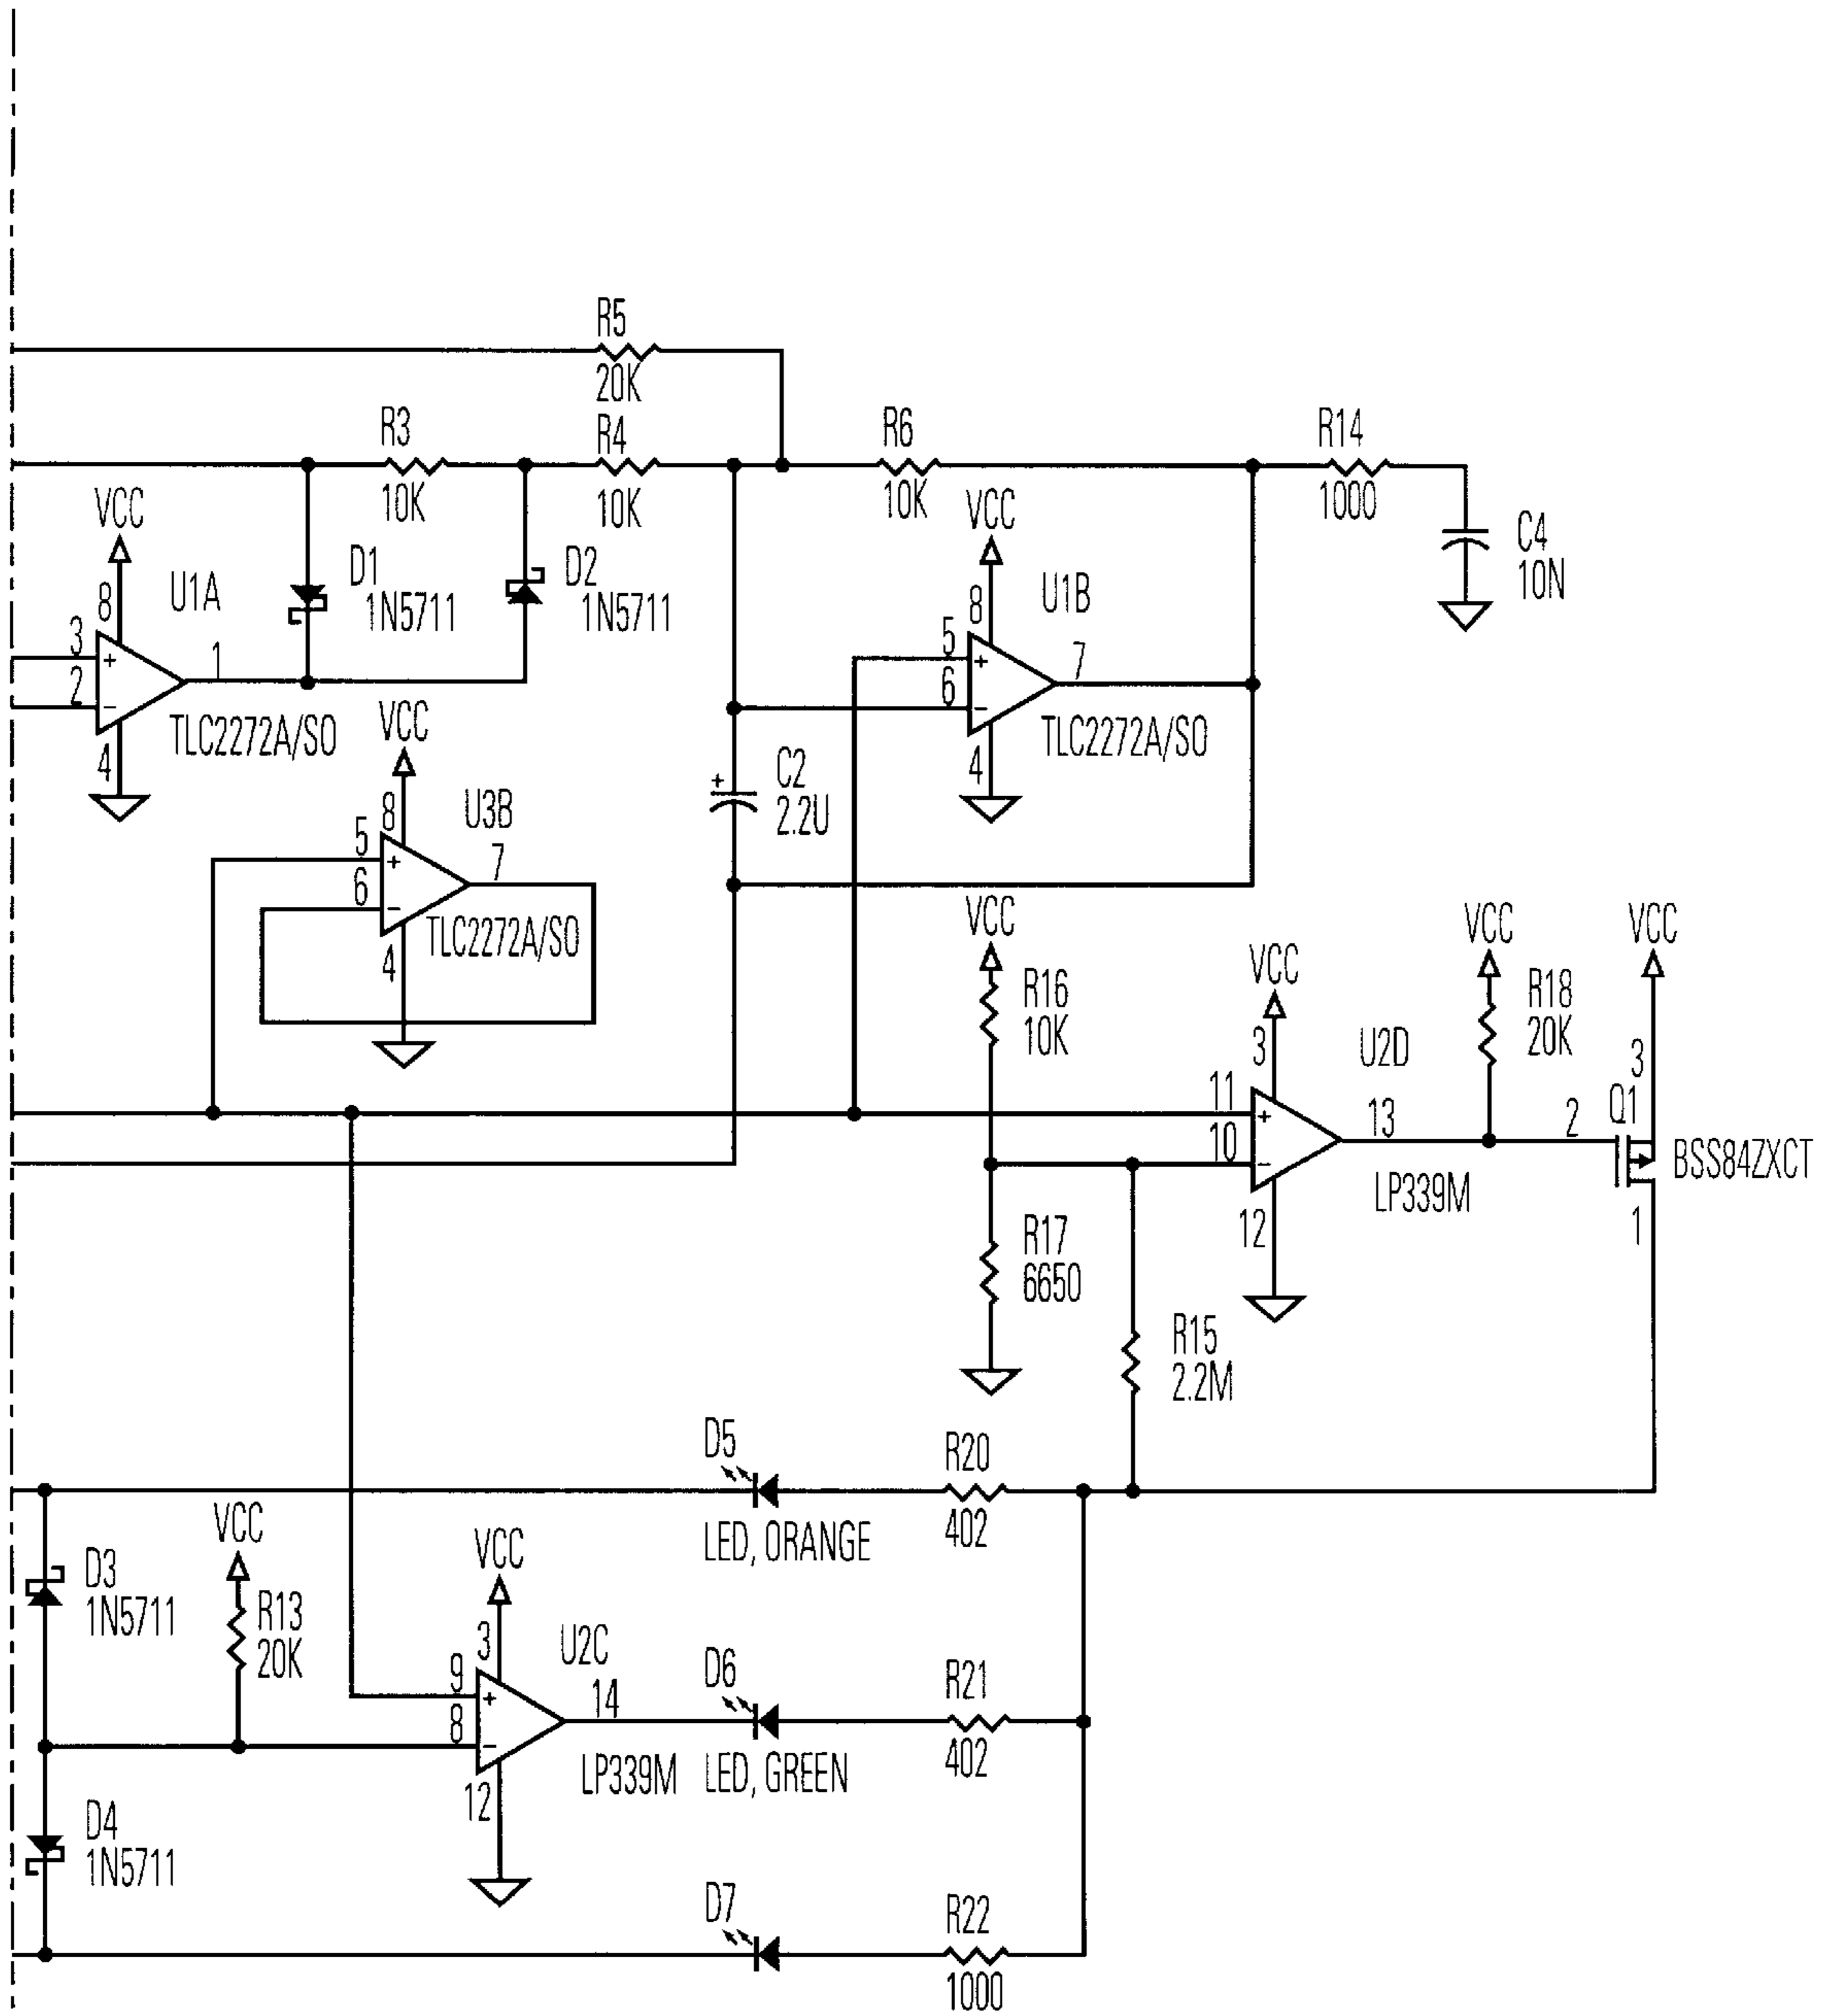 R5
20K
R3
10K
R4
10K
R6
10K
R14
1000
C4
10N
VCC
8
U1A
3
+
2
-
1
4
TLC2272A/SO
D1
1N5711
D2
1N5711
VCC
8
U1B
5
+
6
-
7
4
TLC2272A/SO
VCC
8
U3B
5
+
6
-
7
4
TLC2272A/SO
+
C2
2.2U
VCC
R16
10K
R17
6650
VCC
3
U2D
11
+
10
-
13
12
LP339M
VCC
R18
20K
VCC
3
Q1
2
1
BSS84ZXCT
R15
2.2M
D5
LED, ORANGE
R20
402
D3
1N5711
VCC
R13
20K
VCC
3
U2C
9
+
8
-
14
12
LP339M
D6
LED, GREEN
R21
402
D4
1N5711
D7
R22
1000